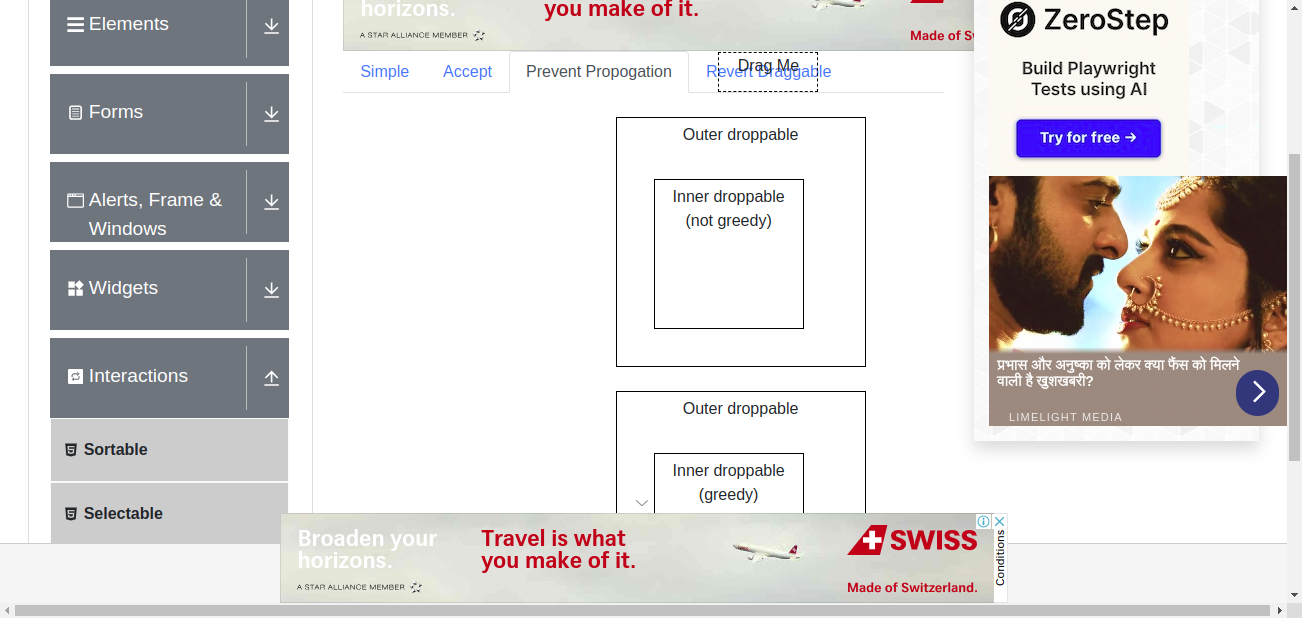 Elements
Forms
Alerts, Frame &
Windows
Widgets
Interactions
Sortable
Selectable
horizons.
you make of it.
A STAR ALLIANCE MEMBER
Made of Sw
Simple
Accept
Prevent Propogation
Revert Draggable
Drag Me
Outer droppable
Inner droppable
(not greedy)
Outer droppable
Inner droppable
(greedy)
ZeroStep
Build Playwright
Tests using AI
Try for free →
प्रभास और अनुष्का को लेकर क्या फैंस को मिलने
वाली है खुशखबरी?
LIMELIGHT MEDIA
Broaden your
horizons.
A STAR ALLIANCE MEMBER
Travel is what
you make of it.
SWISS
Made of Switzerland.
Conditions